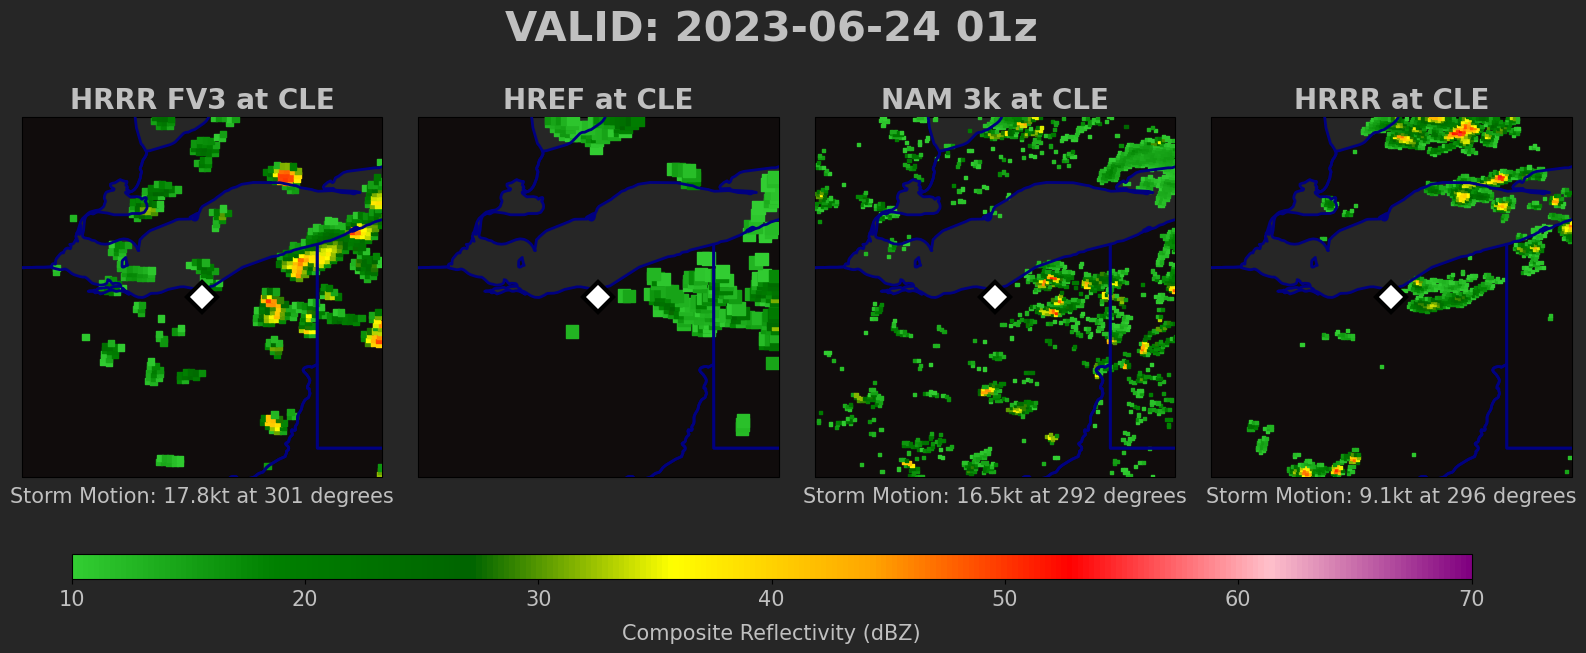 VALID: 2023-06-24 01z
HRRR FV3 at CLE
HREF at CLE
NAM 3k at CLE
HRRR at CLE
Storm Motion: 17.8kt at 301 degrees
Storm Motion: 16.5kt at 292 degrees
Storm Motion: 9.1kt at 296 degrees
10 20 30 40 50 60 70
Composite Reflectivity (dBZ)